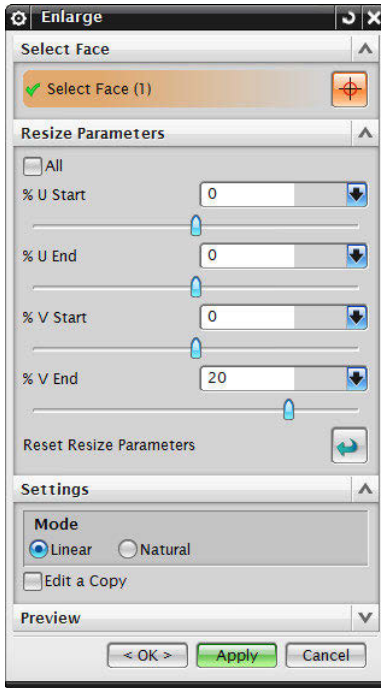 Enlarge
Select Face
Select Face (1)
Resize Parameters
All
% U Start 0
% U End 0
% V Start 0
% V End 20
Reset Resize Parameters
Settings
Mode
Linear Natural
Edit a Copy
Preview
< OK > Apply Cancel